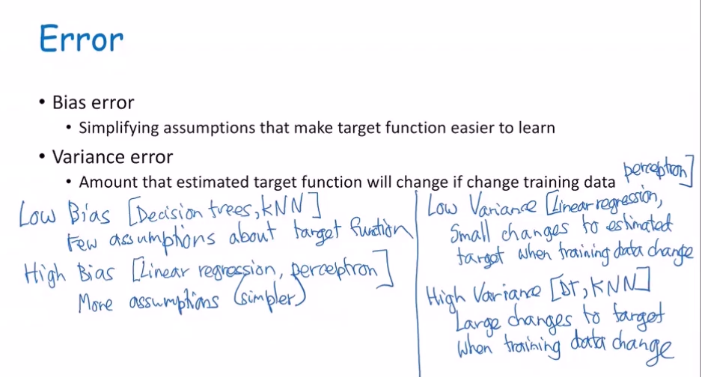 Error
• Bias error
• Simplifying assumptions that make target function easier to learn
• Variance error
• Amount that estimated target function will change if change training data
Low Bias [Decision trees, KNN]
Few assumptions about target function
High Bias [Linear regression, perceptron]
More assumptions (simpler)
Low Variance [Linear regression,
perceptron]
Small changes to estimated
target when training data change
High Variance [DT, KNN]
Large changes to target
when training data change